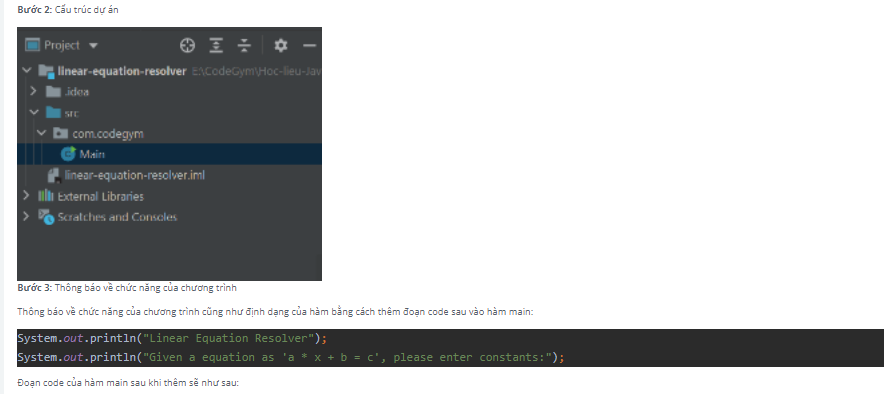 Bước 2: Cấu trúc dự án
Project
linear-equation-resolver E:\CodeGym\Hoc-lieu-Jav
.idea
src
com.codegym
Main
linear-equation-resolver.iml
External Libraries
Scratches and Consoles
Bước 3: Thông báo về chức năng của chương trình
Thông báo về chức năng của chương trình cũng như định dạng của hàm bằng cách thêm đoạn code sau vào hàm main:
System.out.println("Linear Equation Resolver");
System.out.println("Given a equation as 'a * x + b = c', please enter constants:");
Đoạn code của hàm main sau khi thêm sẽ như sau: